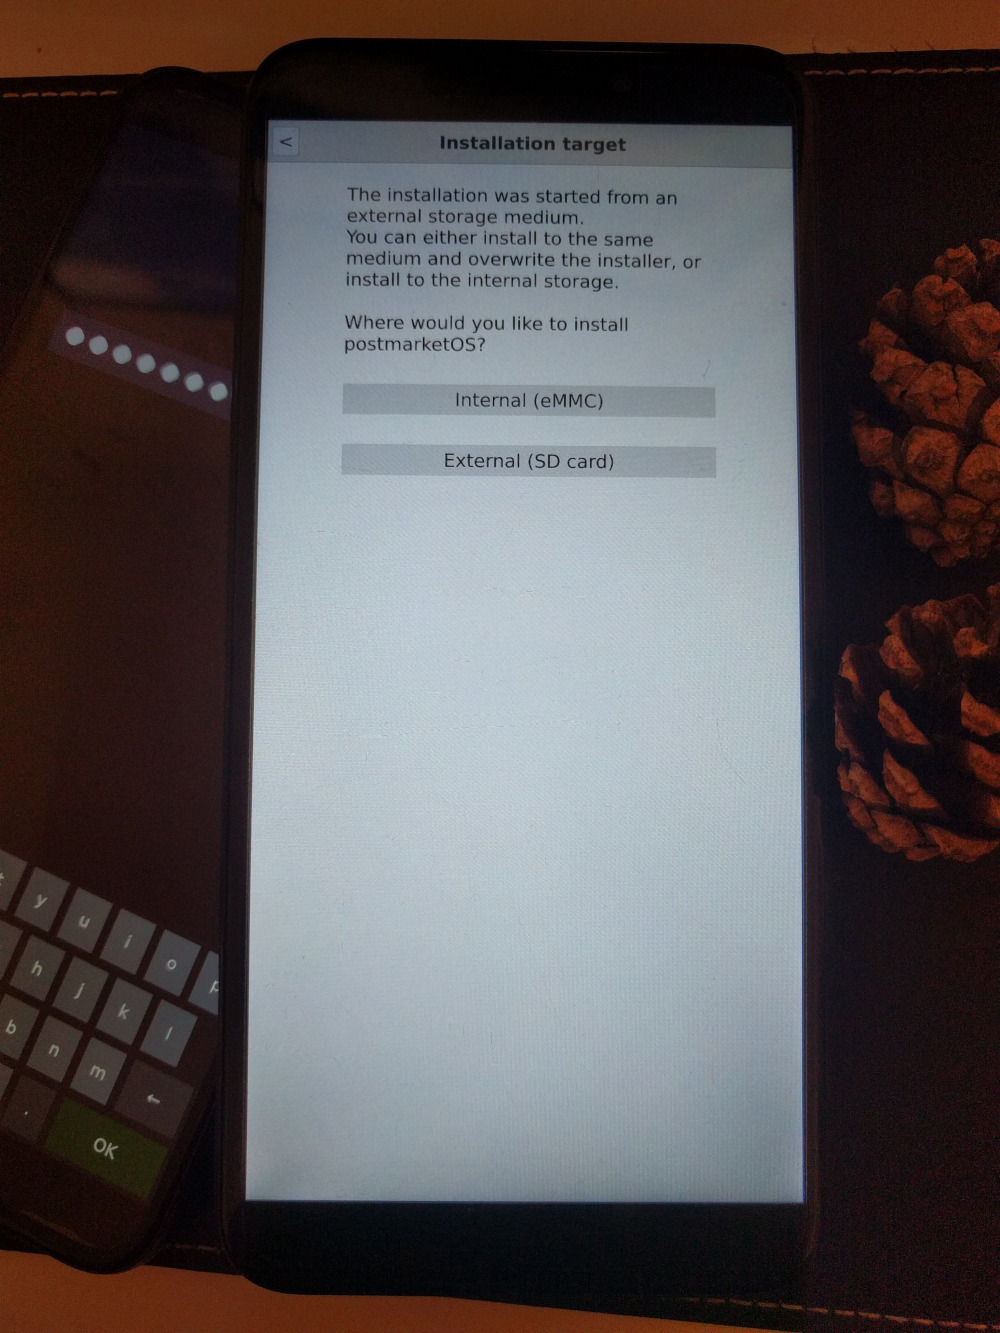 <
Installation target
The installation was started from an
external storage medium.
You can either install to the same
medium and overwrite the installer, or
install to the internal storage.
Where would you like to install
postmarketOS?
Internal (eMMC)
External (SD card)
y u i o p
h j k l
b n m ←
. OK